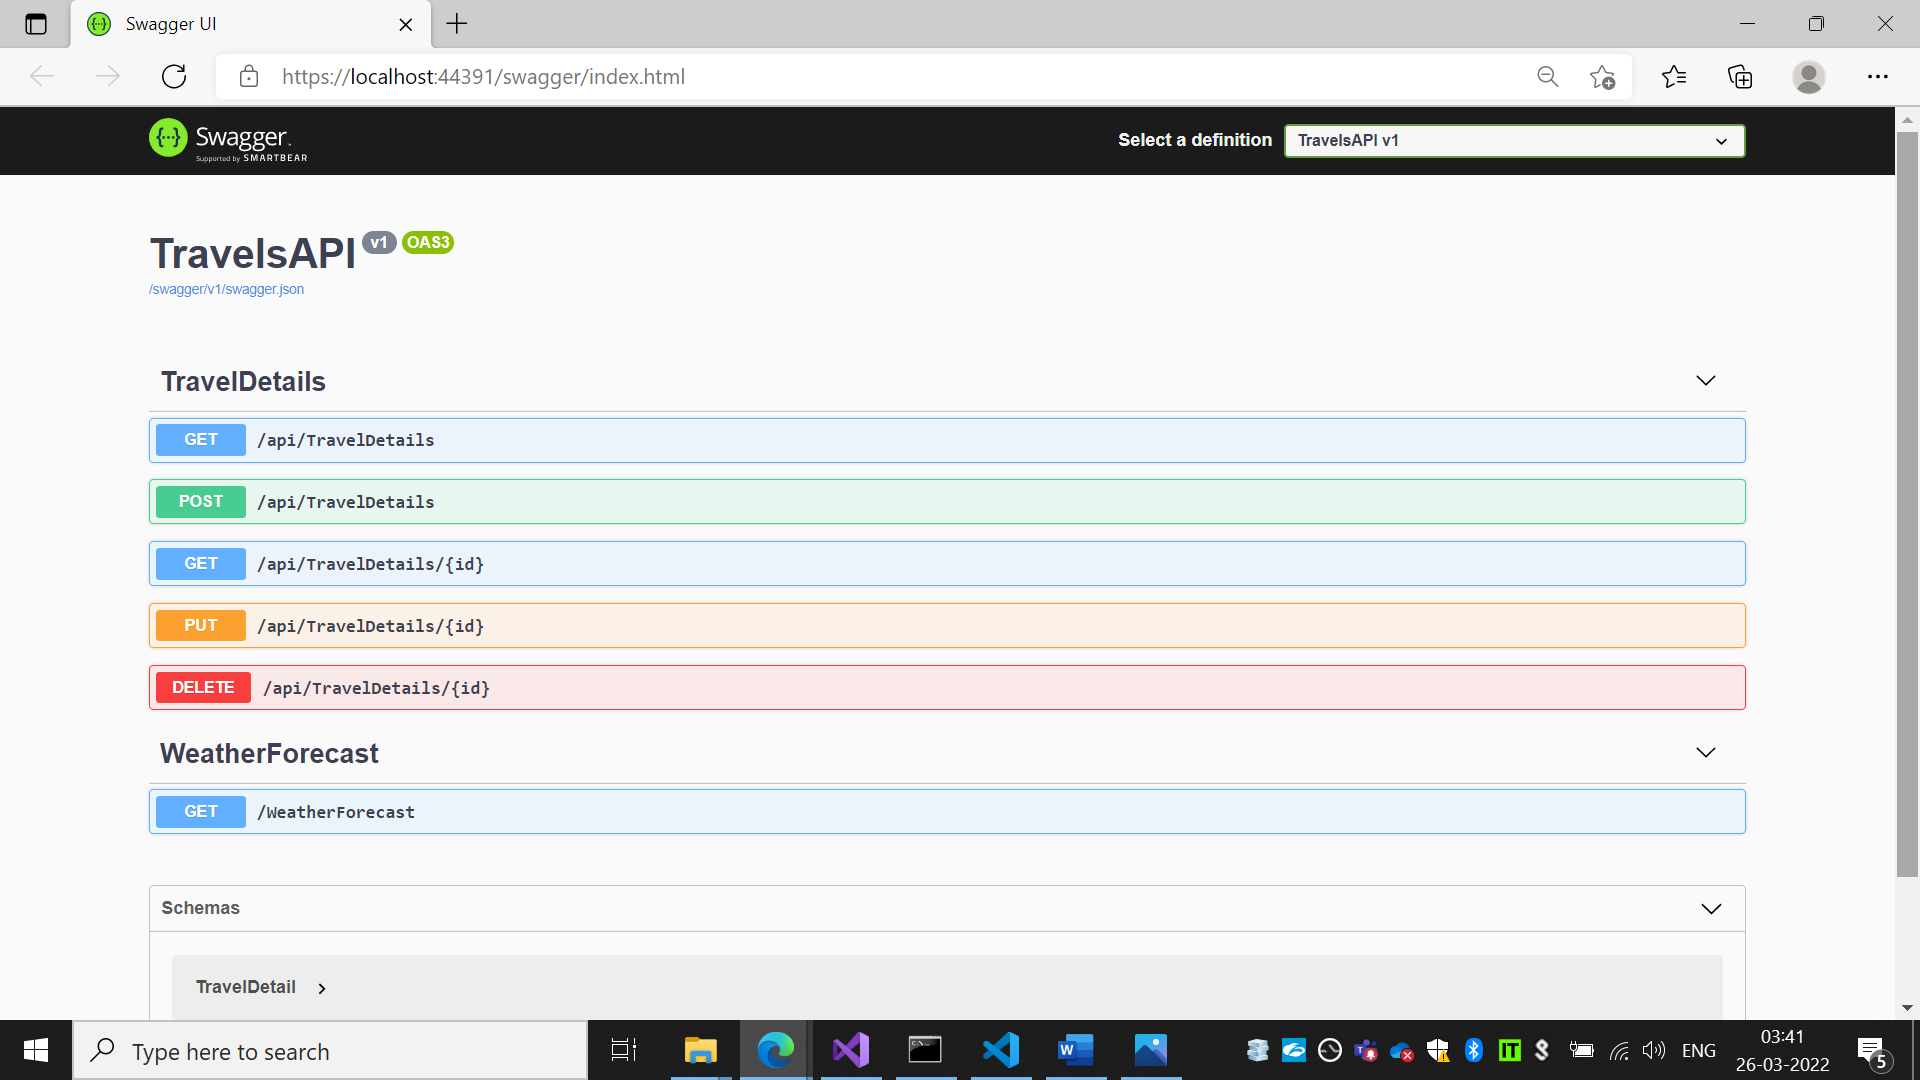 Swagger UI
https://localhost:44391/swagger/index.html
Swagger
Supported by SMARTBEAR
Select a definition
TravelsAPI v1
TravelsAPI v1 OAS3
/swagger/v1/swagger.json
TravelDetails
GET /api/TravelDetails
POST /api/TravelDetails
GET /api/TravelDetails/{id}
PUT /api/TravelDetails/{id}
DELETE /api/TravelDetails/{id}
WeatherForecast
GET /WeatherForecast
Schemas
TravelDetail
Type here to search
IT
ENG
03:41
26-03-2022
5